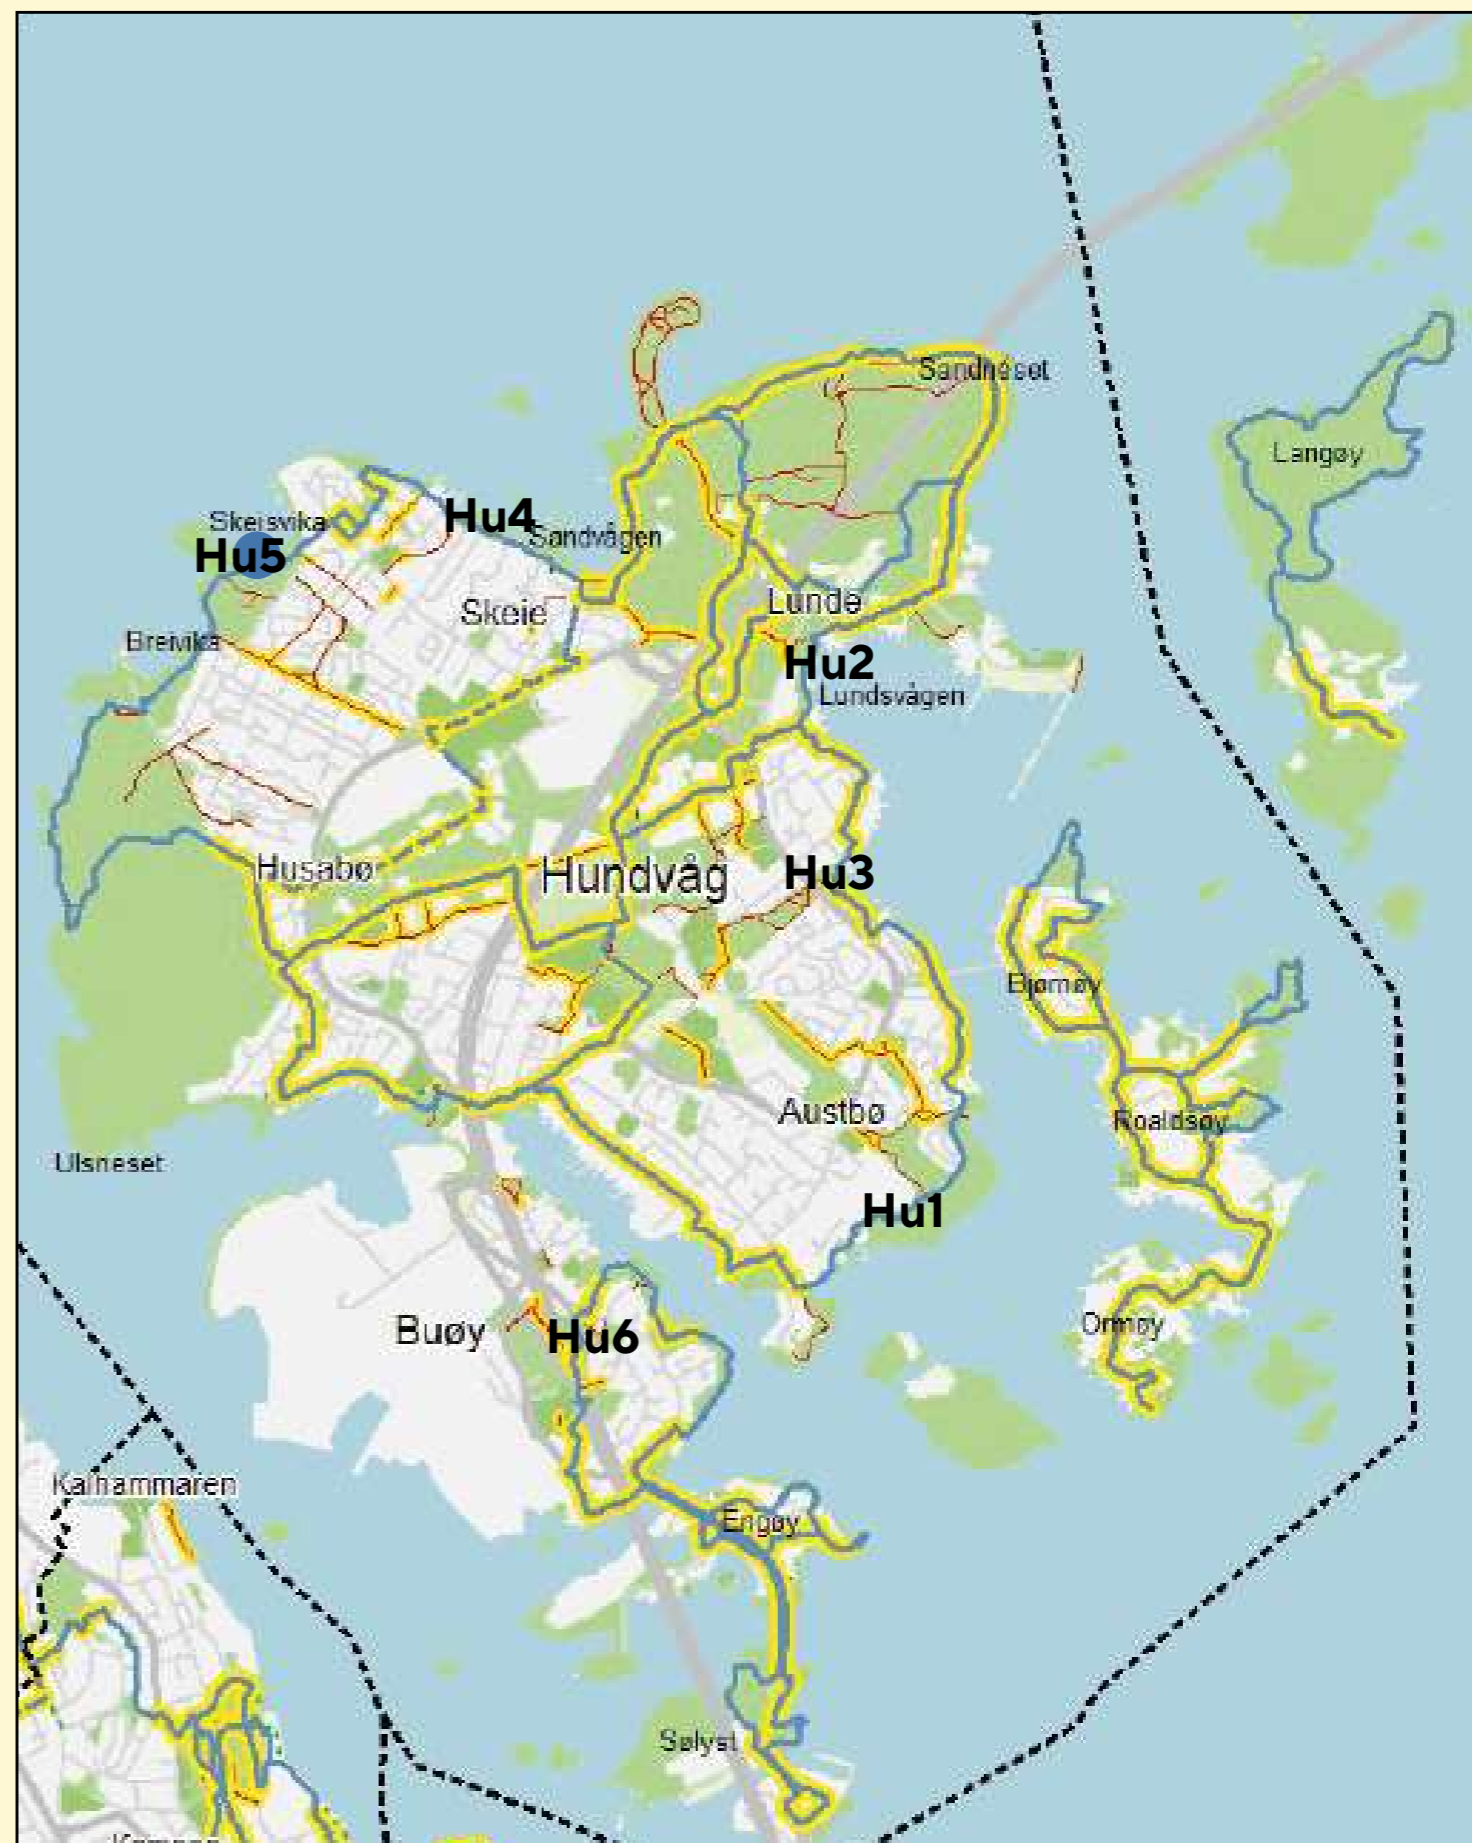 Sandneset
Langøy
Hu4
Skeisvika
Sandvågen
Hu5
Lunde
Skeie
Breivika
Hu2
Lundsvågen
Husabø
Hundvåg
Hu3
Bjørnøy
Austbø
Roaldsøy
Ulsneset
Hu1
Ormøy
Buøy
Hu6
Kalhammaren
Engøy
Sølyst